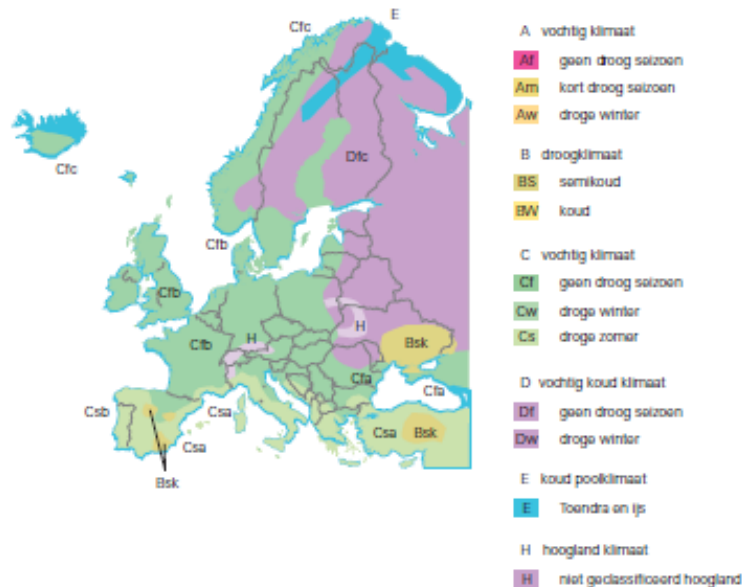 E
Cfc
Cfc
Dfc
Cfb
Cfb
Cfb
H
H
Bsk
Cfa
Cfa
Csb
Csa
Csa
Csa
Bsk
Bsk
A vochtig klimaat
Af geen droog seizoen
Am kort droog seizoen
Aw droge winter
B droogklimaat
BS semikoud
BW koud
C vochtig klimaat
Cf geen droog seizoen
Cw droge winter
Cs droge zomer
D vochtig koud klimaat
Df geen droog seizoen
Dw droge winter
E koud poolklimaat
E Toendra en ijs
H hoogland klimaat
H niet geclassificeerd hoogland